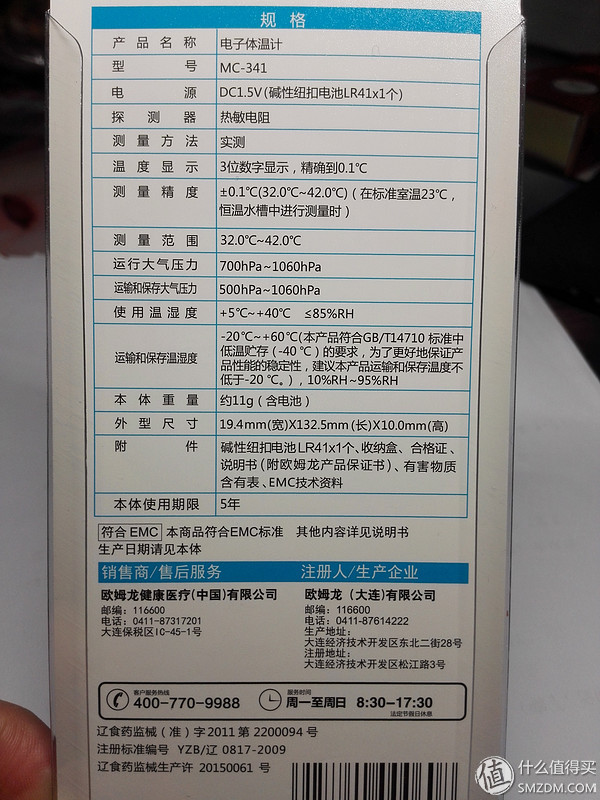 规格
产品名称 电子体温计
型号 MC-341
电源 DC1.5V(碱性纽扣电池LR41x1个)
探测器 热敏电阻
测量方法 实测
温度显示 3位数字显示，精确到0.1℃
测量精度 ±0.1℃(32.0℃~42.0℃)（在标准室温23℃，
恒温水槽中进行测量时）
测量范围 32.0℃~42.0℃
运行大气压力 700hPa~1060hPa
运输和保存大气压力 500hPa~1060hPa
使用温湿度 +5℃~+40℃ ≤85%RH
运输和保存温湿度 -20℃~+60℃(本产品符合GB/T14710 标准中
低温贮存（-40 ℃）的要求，为了更好地保证产
品性能的稳定性，建议本产品运输和保存温度不
低于-20 ℃。）, 10%RH~95%RH
本体重量 约11g（含电池）
外型尺寸 19.4mm(宽)X132.5mm(长)X10.0mm(高)
附件 碱性纽扣电池 LR41x1个、收纳盒、合格证、
说明书（附欧姆龙产品保证书）、有害物质
含有表、EMC技术资料
本体使用期限 5年
符合 EMC 本商品符合EMC标准 其他内容详见说明书
生产日期请见本体
销售商/售后服务 注册人/生产企业
欧姆龙健康医疗(中国)有限公司
邮编：116600
电话：0411-87317201
大连保税区IC-45-1号
欧姆龙（大连)有限公司
邮编：116600
电话：0411-87614222
生产地址：
大连经济技术开发区东北二街28号
注册地址：
大连经济技术开发区松江路3号
客户服务热线
400-770-9988
服务时间
周一至周日 8:30-17:30
法定节假日休息
辽食药监械（准）字 2011 第 2200094 号
注册标准编号 YZB/辽 0817-2009
辽食药监械生产许 20150061 号
值 什么值得买
SMZDM.COM